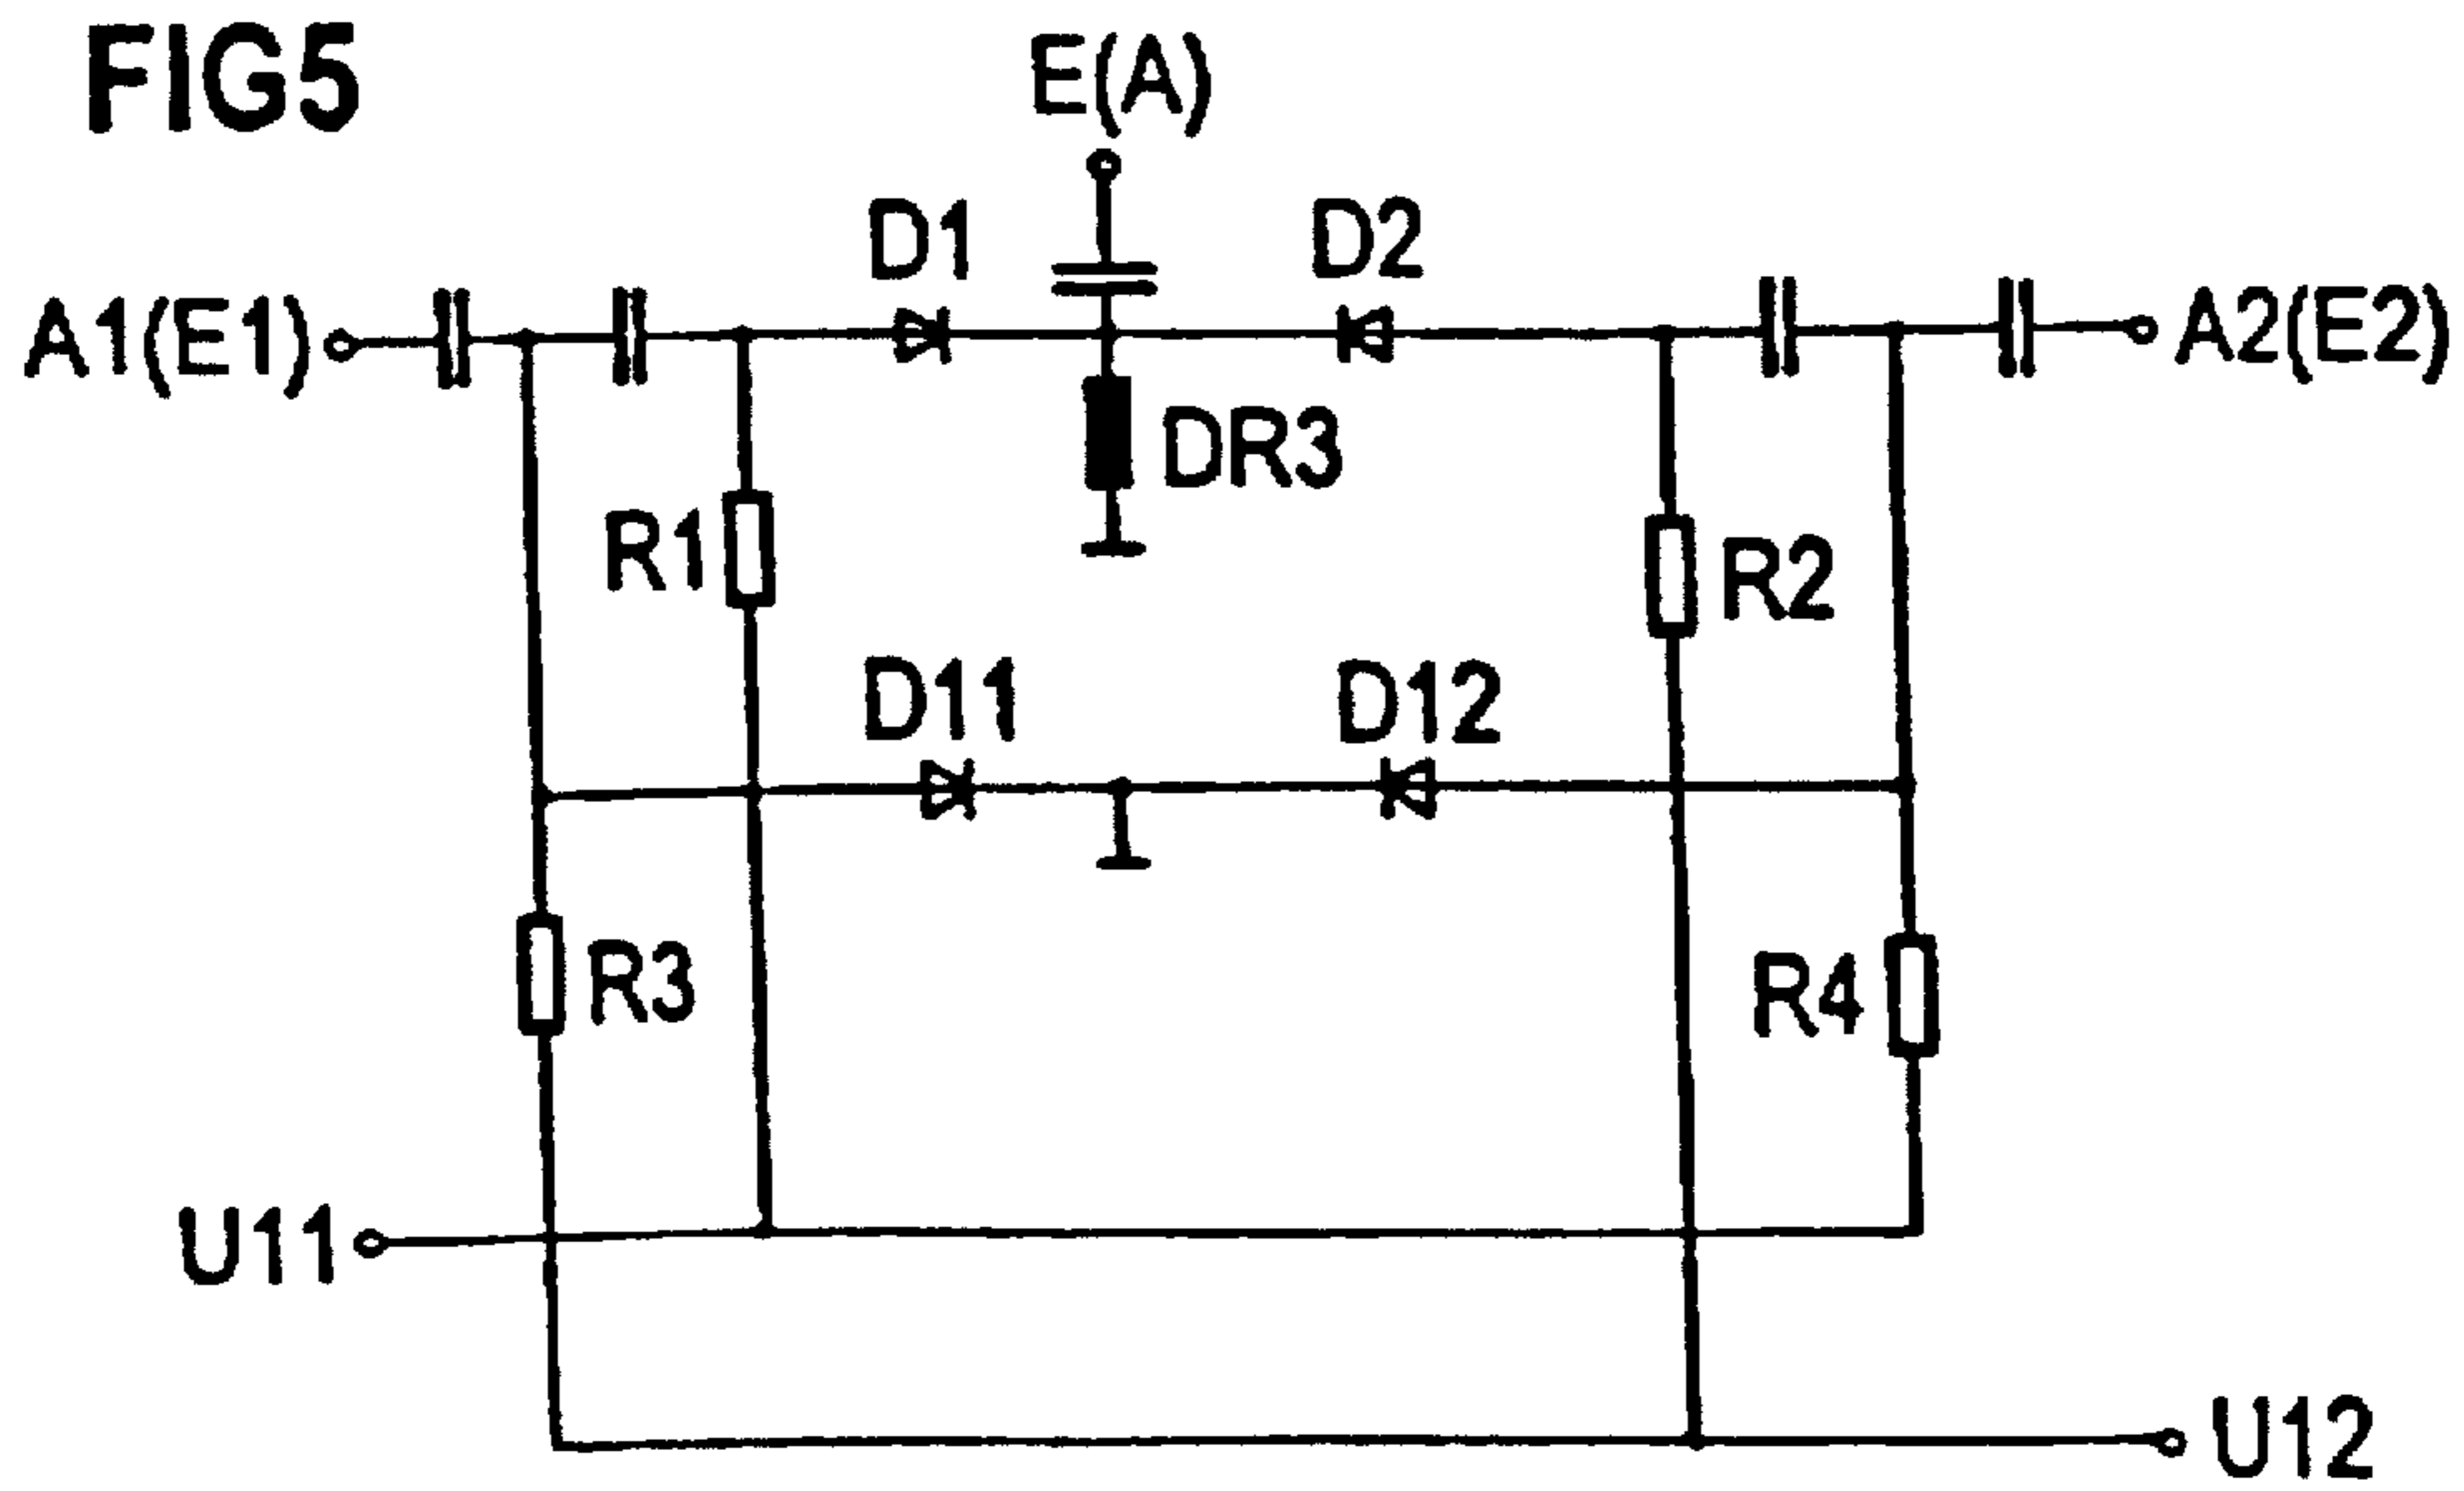 FIG5
E(A)
D1
D2
A1(E1)
A2(E2)
DR3
R1
R2
D11
D12
R3
R4
U11
U12